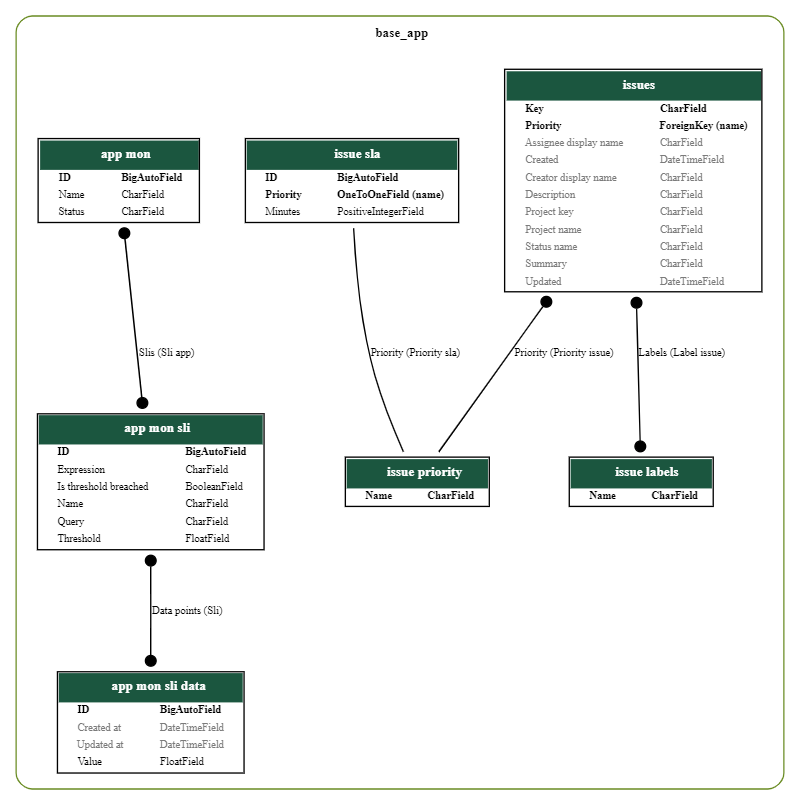 base_app
issues
Key CharField
Priority ForeignKey (name)
Assignee display name CharField
Created DateTimeField
Creator display name CharField
Description CharField
Project key CharField
Project name CharField
Status name CharField
Summary CharField
Updated DateTimeField
app mon
ID BigAutoField
Name CharField
Status CharField
issue sla
ID BigAutoField
Priority OneToOneField (name)
Minutes PositiveIntegerField
Slis (Sli app)
Priority (Priority sla)
Priority (Priority issue)
Labels (Label issue)
app mon sli
ID BigAutoField
Expression CharField
Is threshold breached BooleanField
Name CharField
Query CharField
Threshold FloatField
issue priority
Name CharField
issue labels
Name CharField
Data points (Sli)
app mon sli data
ID BigAutoField
Created at DateTimeField
Updated at DateTimeField
Value FloatField